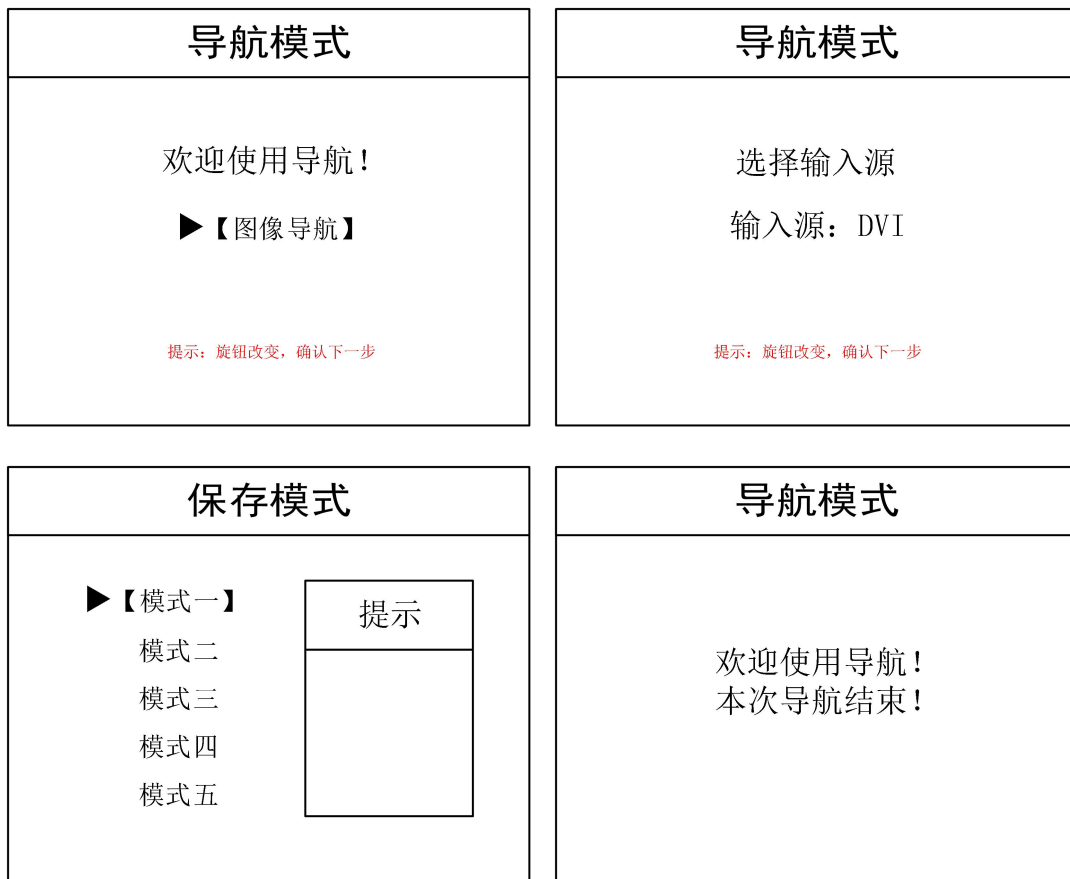 导航模式
欢迎使用导航！
▶【图像导航】
提示：旋钮改变，确认下一步
导航模式
选择输入源
输入源：DVI
提示：旋钮改变，确认下一步
保存模式
▶【模式一】
模式二
模式三
模式四
模式五
提示
导航模式
欢迎使用导航！
本次导航结束！